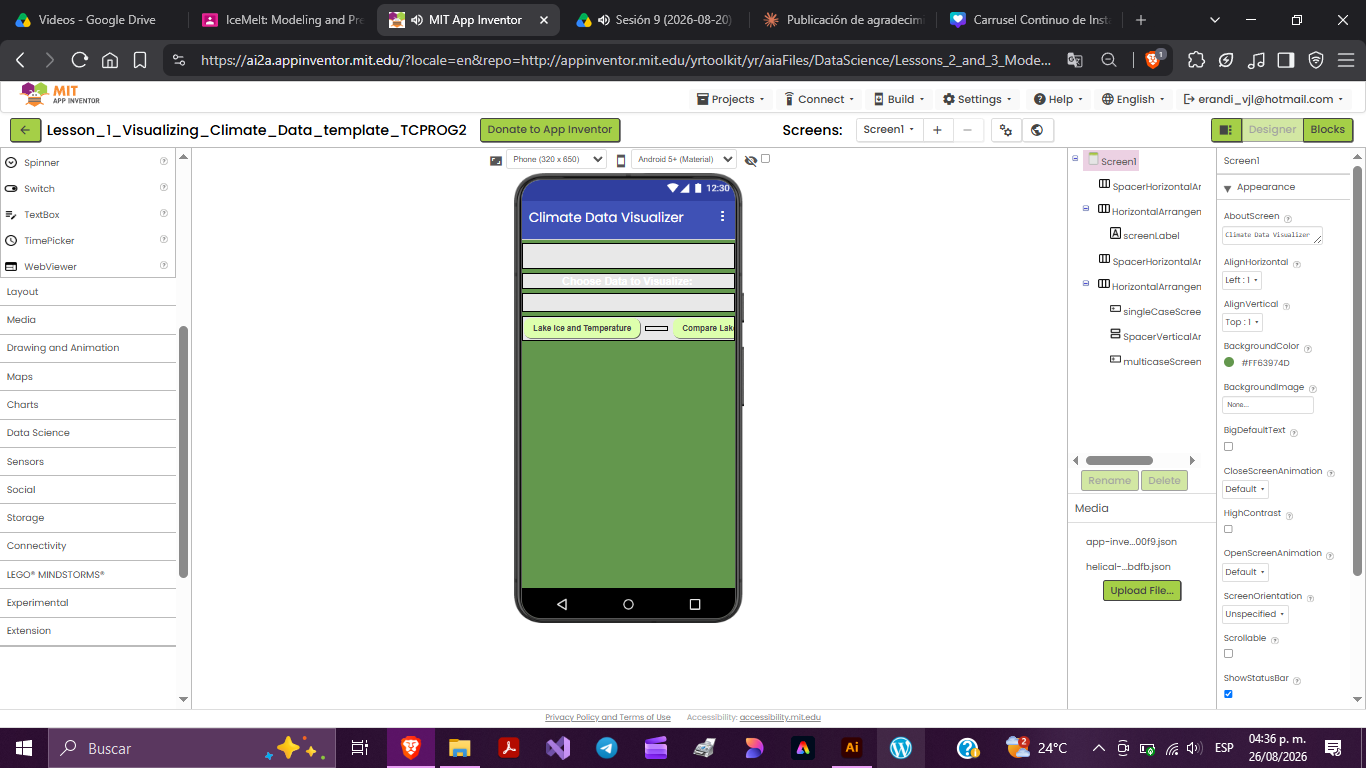 Videos - Google Drive
IceMelt: Modeling and Pre
MIT App Inventor
Sesión 9 (2026-08-20)
Publicación de agradecim
Carrusel Continuo de Inst
https://ai2a.appinventor.mit.edu/?locale=en&repo=http://appinventor.mit.edu/yrtoolkit/yr/aiaFiles/DataScience/Lessons_2_and_3_Mode...
1
MIT
APP INVENTOR
Projects
Connect
Build
Settings
Help
English
erandi_vjl@hotmail.com
Lesson_1_Visualizing_Climate_Data_template_TCPROG2
Donate to App Inventor
Screens:
Screen1
Designer
Blocks
Spinner
Switch
TextBox
TimePicker
WebViewer
Layout
Media
Drawing and Animation
Maps
Charts
Data Science
Sensors
Social
Storage
Connectivity
LEGO® MINDSTORMS®
Experimental
Extension
Phone (320 x 650)
Android 5+ (Material)
12:30
Climate Data Visualizer
Choose Data to Visualize:
Lake Ice and Temperature
Compare Lak
Screen1
SpacerHorizontalAr
HorizontalArrangen
screenLabel
SpacerHorizontalAr
HorizontalArrangen
singleCaseScree
SpacerVerticalAr
multicaseScreen
Rename
Delete
Media
app-inve...00f9.json
helical-...bdfb.json
Upload File...
Screen1
Appearance
AboutScreen
Climate Data Visualizer
AlignHorizontal
Left : 1
AlignVertical
Top : 1
BackgroundColor
#FF63974D
BackgroundImage
None...
BigDefaultText
CloseScreenAnimation
Default
HighContrast
OpenScreenAnimation
Default
ScreenOrientation
Unspecified
Scrollable
ShowStatusBar
Privacy Policy and Terms of Use
Accessibility: accessibility.mit.edu
Buscar
Ai
2
24°C
ESP
04:36 p. m.
26/08/2026